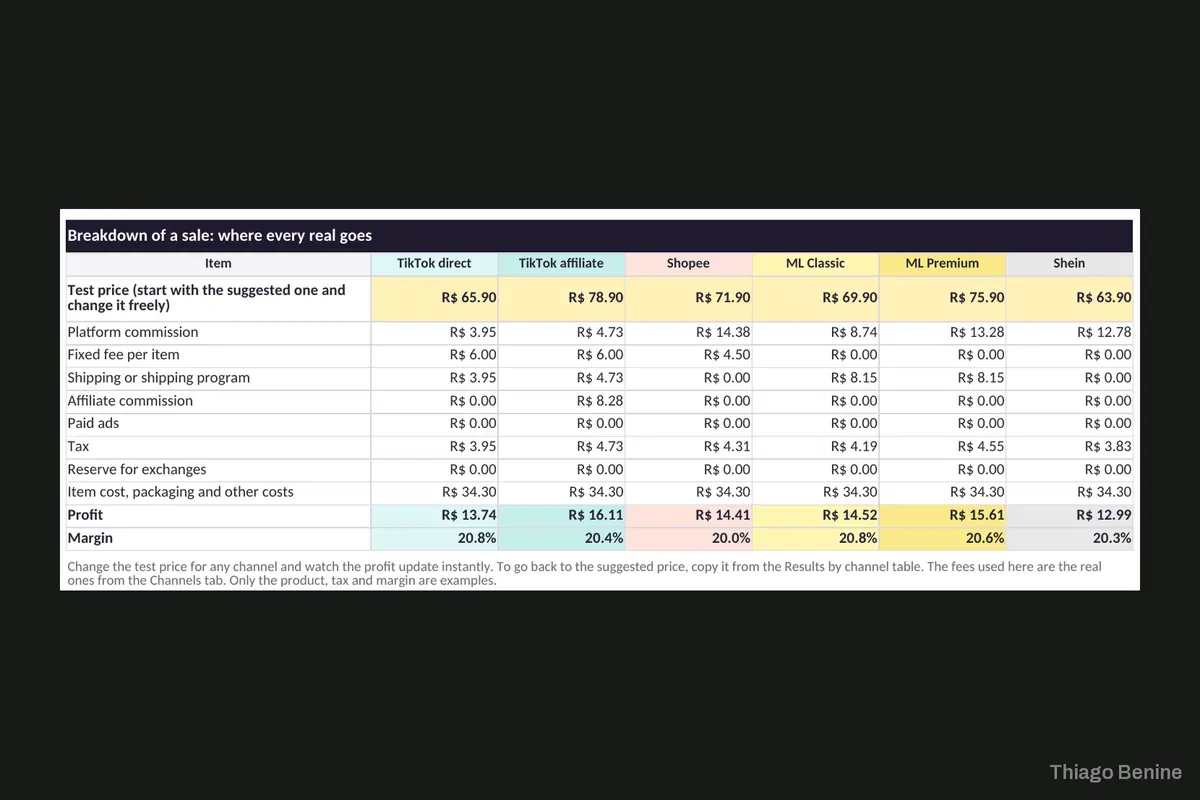 Breakdown of a sale: where every real goes
Item TikTok direct TikTok affiliate Shopee ML Classic ML Premium Shein
Test price (start with the suggested one and
change it freely) R$ 65.90 R$ 78.90 R$ 71.90 R$ 69.90 R$ 75.90 R$ 63.90
Platform commission R$ 3.95 R$ 4.73 R$ 14.38 R$ 8.74 R$ 13.28 R$ 12.78
Fixed fee per item R$ 6.00 R$ 6.00 R$ 4.50 R$ 0.00 R$ 0.00 R$ 0.00
Shipping or shipping program R$ 3.95 R$ 4.73 R$ 0.00 R$ 8.15 R$ 8.15 R$ 0.00
Affiliate commission R$ 0.00 R$ 8.28 R$ 0.00 R$ 0.00 R$ 0.00 R$ 0.00
Paid ads R$ 0.00 R$ 0.00 R$ 0.00 R$ 0.00 R$ 0.00 R$ 0.00
Tax R$ 3.95 R$ 4.73 R$ 4.31 R$ 4.19 R$ 4.55 R$ 3.83
Reserve for exchanges R$ 0.00 R$ 0.00 R$ 0.00 R$ 0.00 R$ 0.00 R$ 0.00
Item cost, packaging and other costs R$ 34.30 R$ 34.30 R$ 34.30 R$ 34.30 R$ 34.30 R$ 34.30
Profit R$ 13.74 R$ 16.11 R$ 14.41 R$ 14.52 R$ 15.61 R$ 12.99
Margin 20.8% 20.4% 20.0% 20.8% 20.6% 20.3%
Change the test price for any channel and watch the profit update instantly. To go back to the suggested price, copy it from the Results by channel table. The fees used here are the real
ones from the Channels tab. Only the product, tax and margin are examples.
Thiago Benine